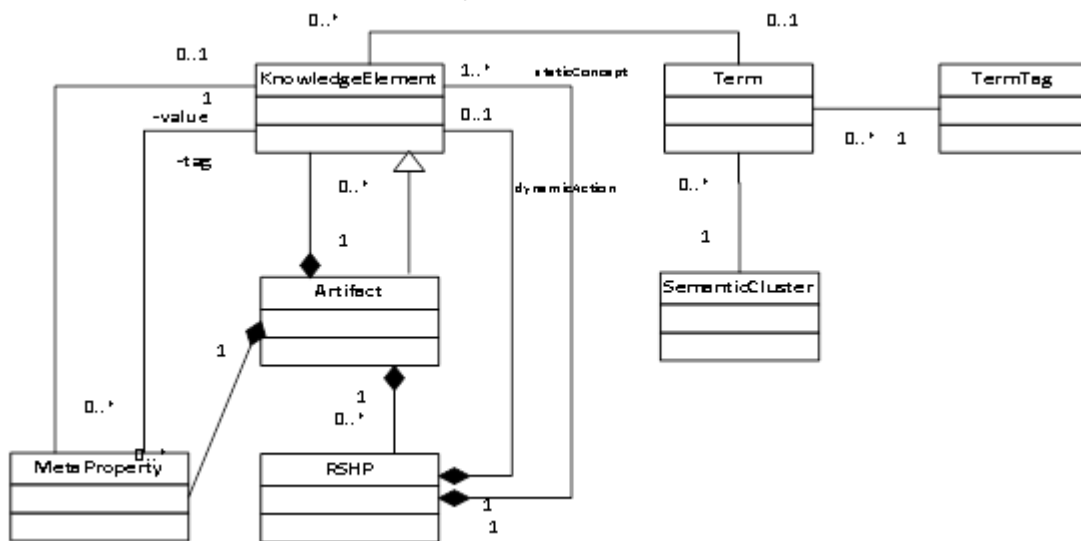 0..* 0..1
0..1
KnowledgeElement 1..* staticConcept Term TermTag
1
-value 0..1
0..* 1
-tag
0..* dynamicAction 0..*
1 1
Artifact SemanticCluster
1
1
0..* 0..*
MetaProperty 0..* RSHP
1
1